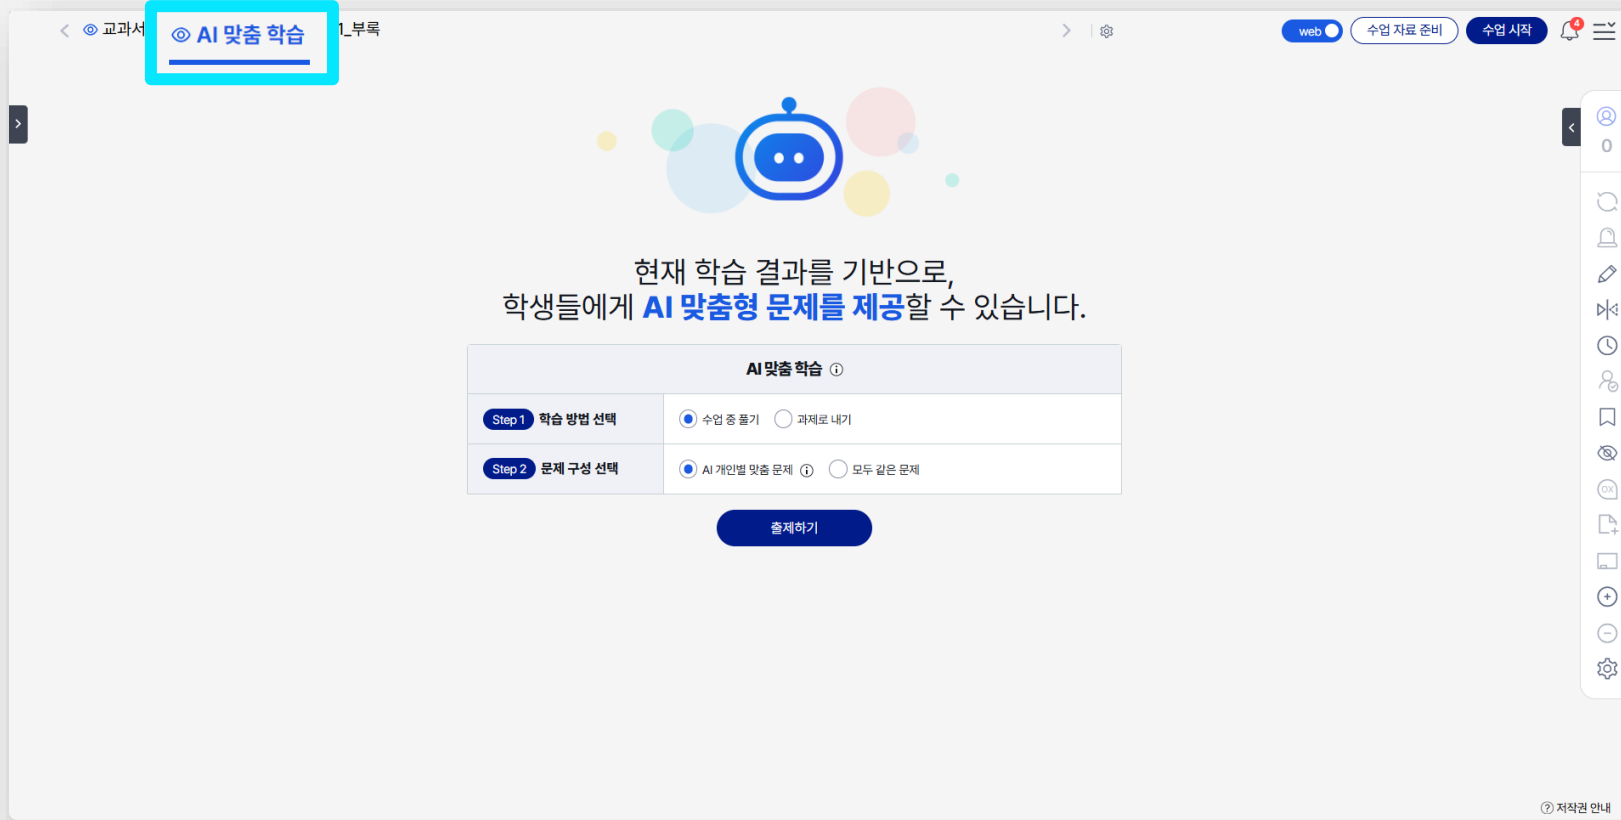 교과서
AI 맞춤 학습
1_부록
web
수업 자료 준비
수업 시작
4
0
현재 학습 결과를 기반으로,
학생들에게 AI 맞춤형 문제를 제공할 수 있습니다.
AI 맞춤 학습
Step 1 학습 방법 선택
수업 중 풀기 과제로 내기
Step 2 문제 구성 선택
AI 개인별 맞춤 문제 모두 같은 문제
출제하기
OX
저작권 안내